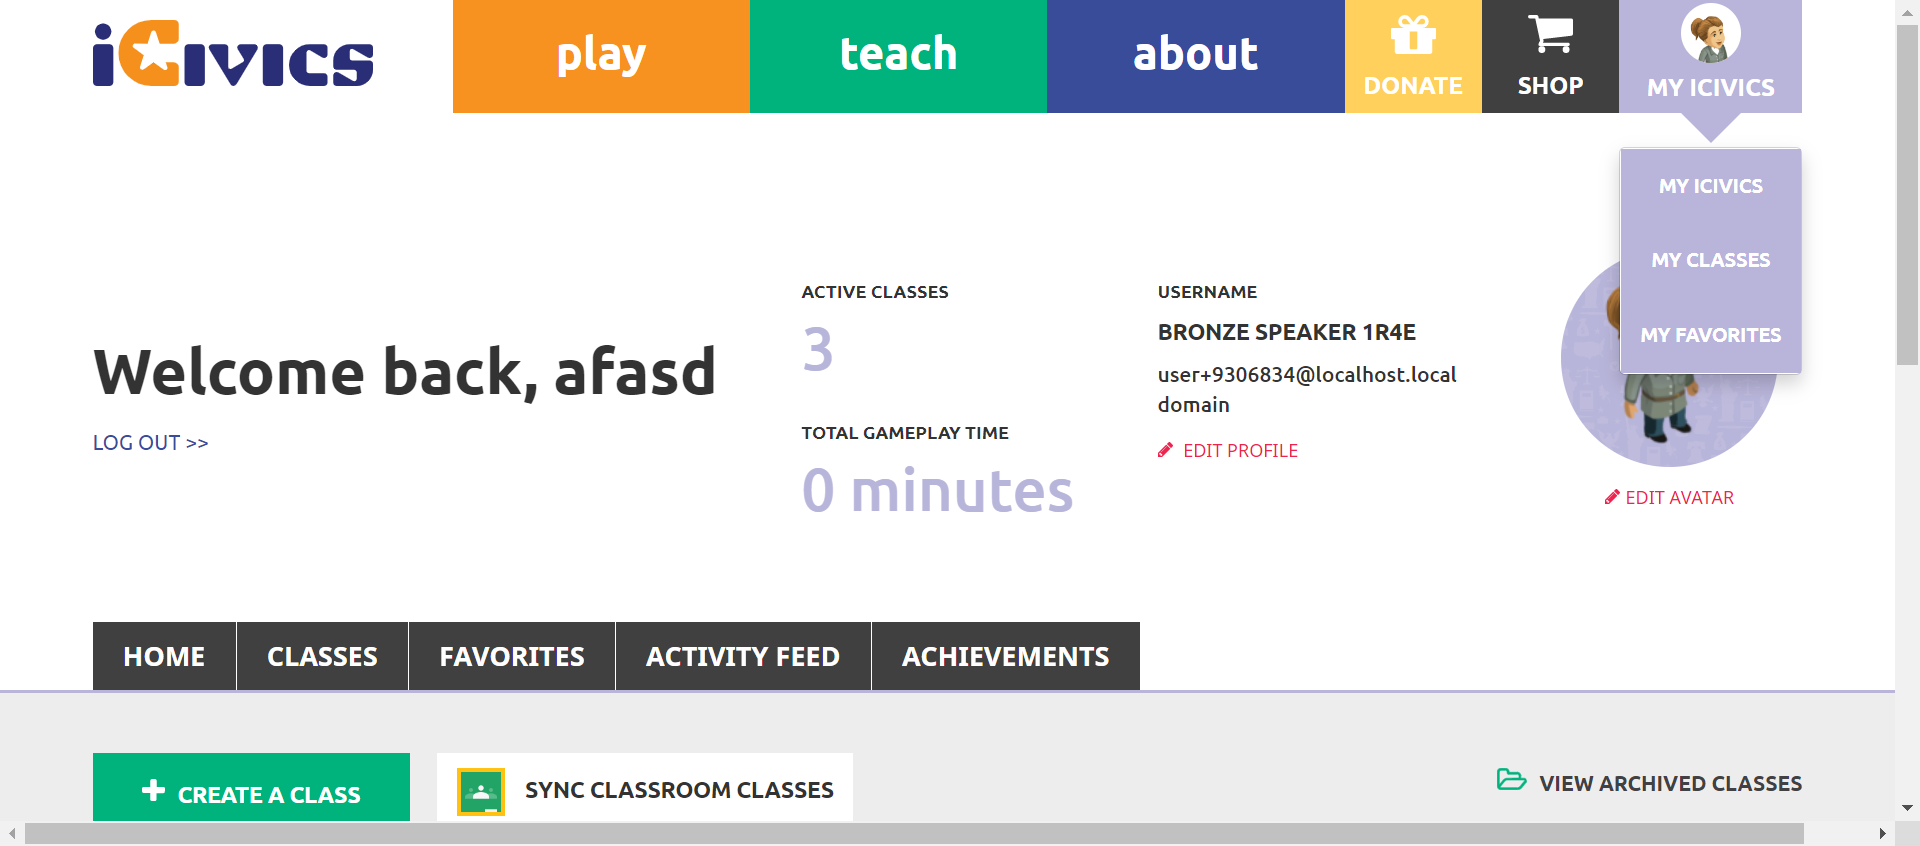 iCivics
play
teach
about
DONATE
SHOP
MY ICIVICS
MY ICIVICS
MY CLASSES
MY FAVORITES
Welcome back, afasd
LOG OUT >>
ACTIVE CLASSES
3
TOTAL GAMEPLAY TIME
0 minutes
USERNAME
BRONZE SPEAKER 1R4E
user+9306834@localhost.local
domain
EDIT PROFILE
EDIT AVATAR
HOME
CLASSES
FAVORITES
ACTIVITY FEED
ACHIEVEMENTS
CREATE A CLASS
SYNC CLASSROOM CLASSES
VIEW ARCHIVED CLASSES